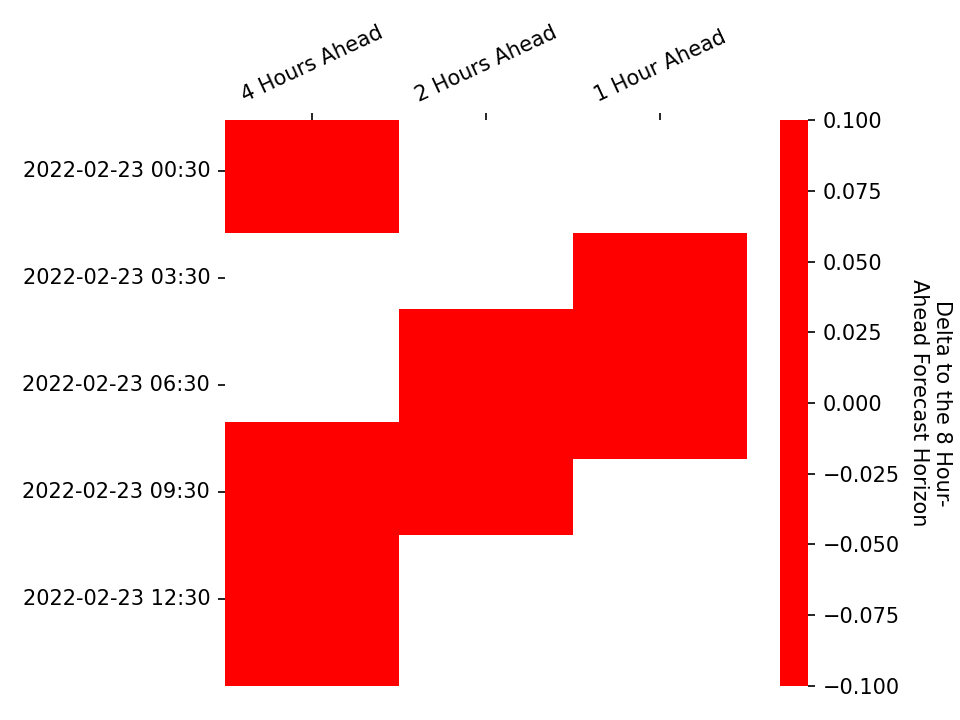 4 Hours Ahead
2 Hours Ahead
1 Hour Ahead
2022-02-23 00:30
2022-02-23 03:30
2022-02-23 06:30
2022-02-23 09:30
2022-02-23 12:30
0.100
0.075
0.050
0.025
0.000
−0.025
−0.050
−0.075
−0.100
Delta to the 8 Hour-
Ahead Forecast Horizon